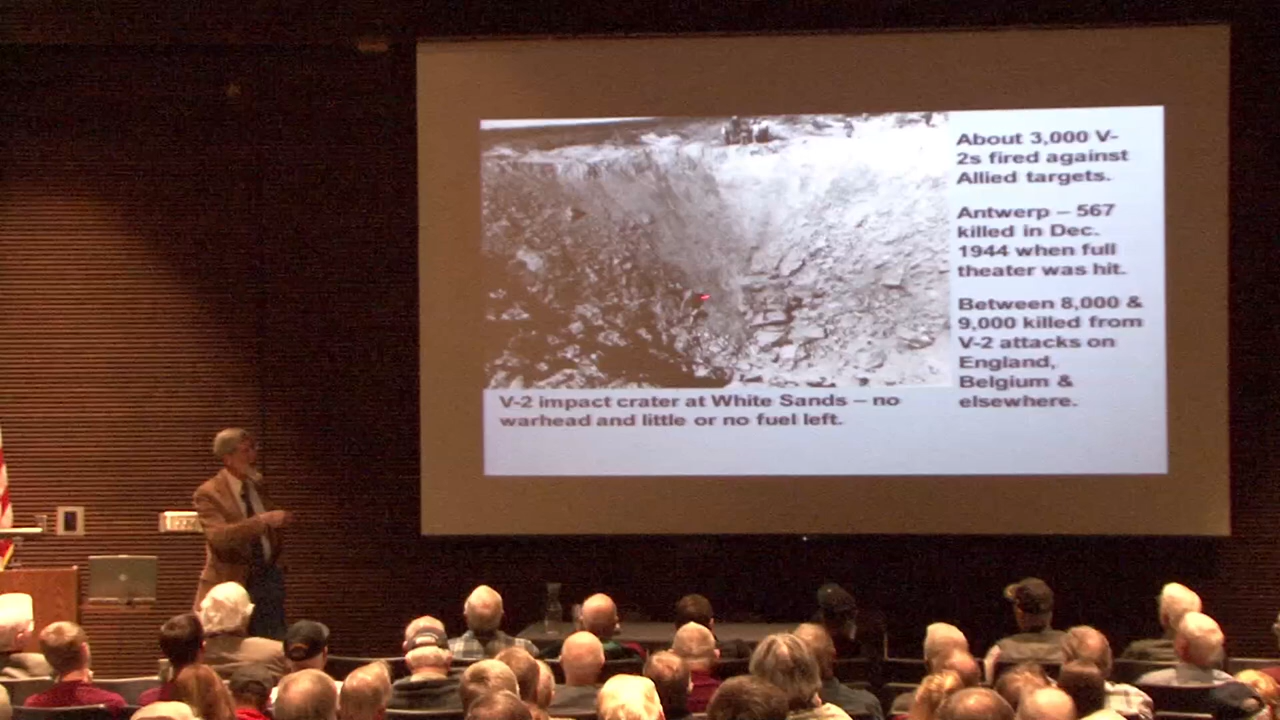 About 3,000 V-
2s fired against
Allied targets.
Antwerp – 567
killed in Dec.
1944 when full
theater was hit.
Between 8,000 &
9,000 killed from
V-2 attacks on
England,
Belgium &
elsewhere.
V-2 impact crater at White Sands – no
warhead and little or no fuel left.